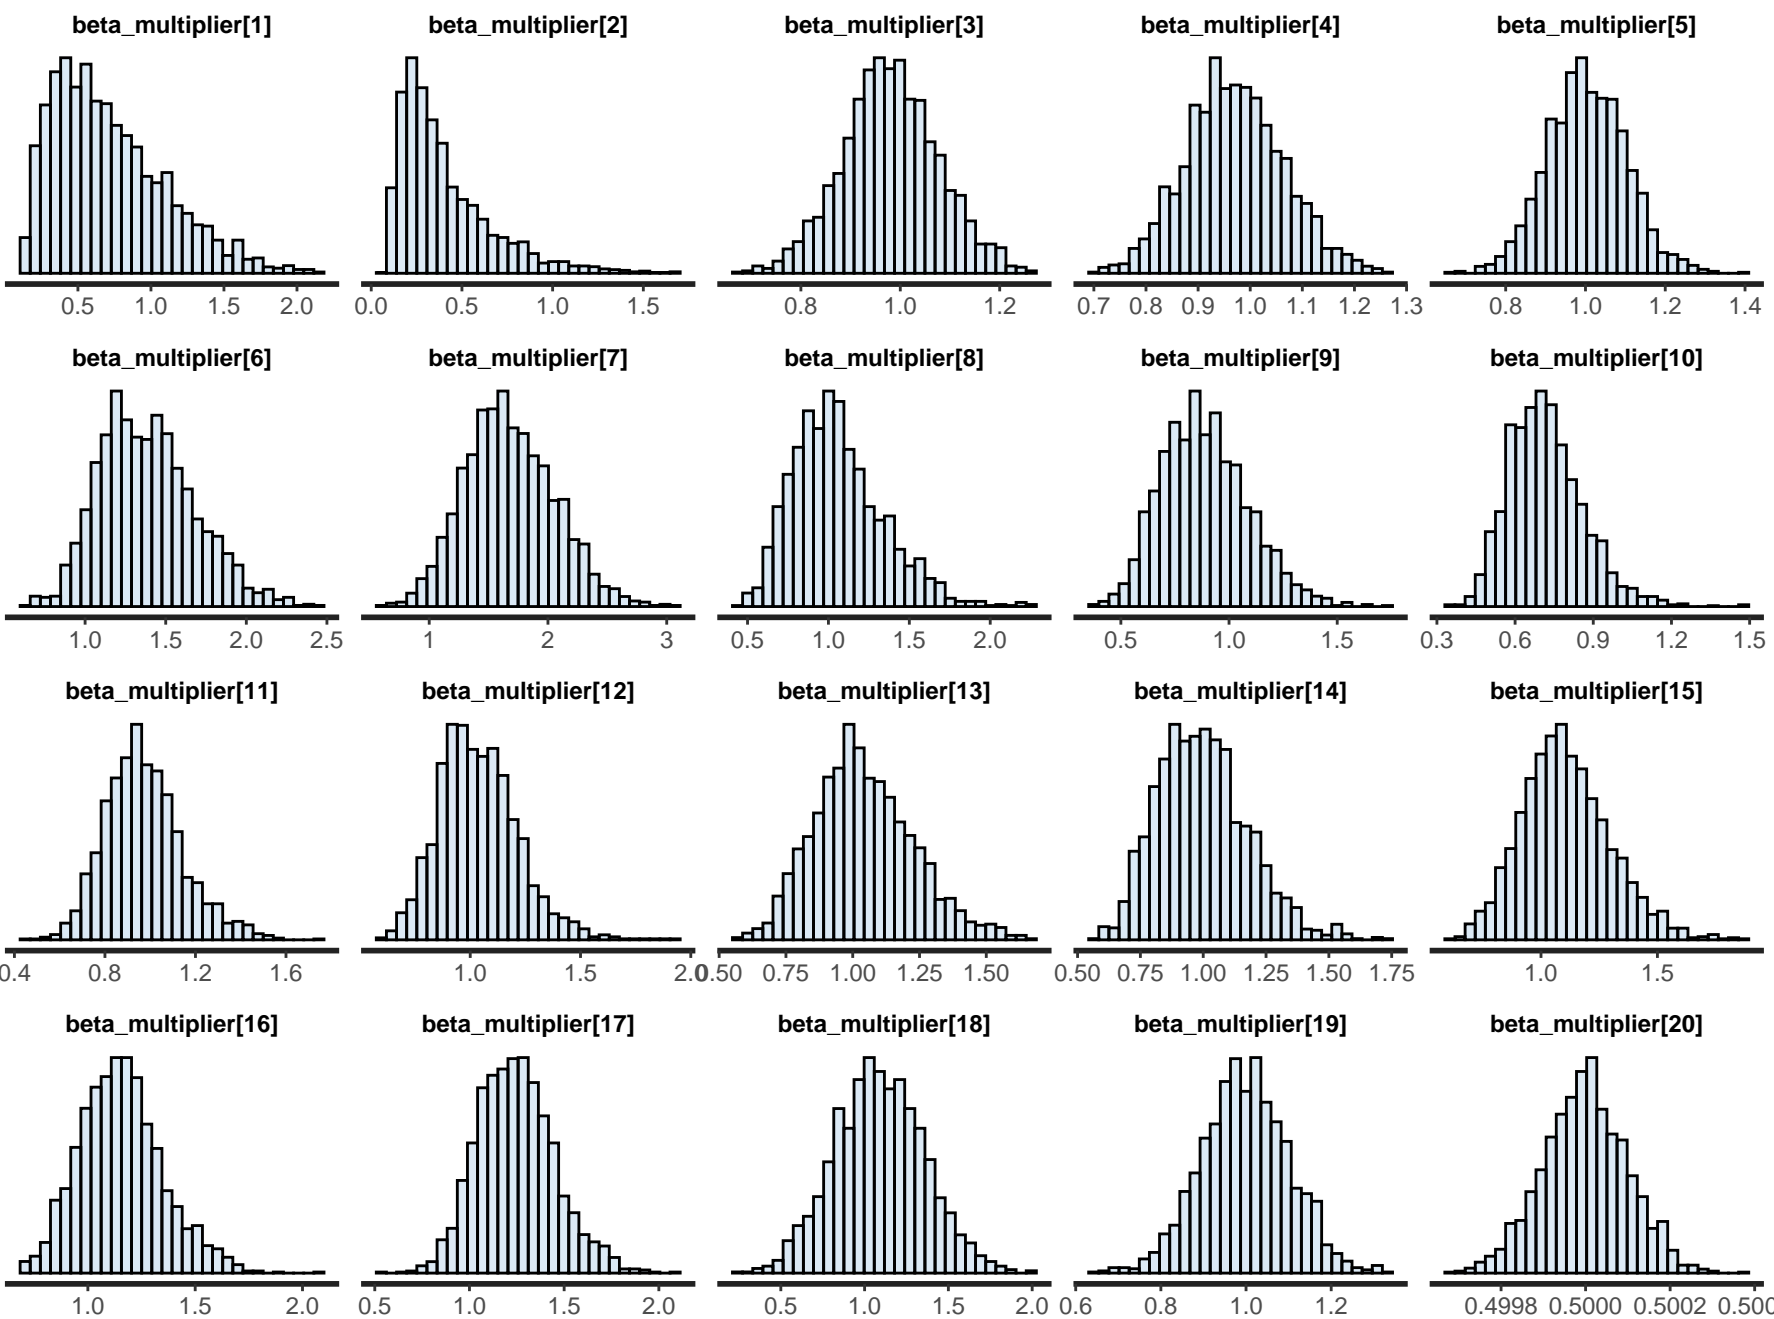 beta_multiplier[1] beta_multiplier[2] beta_multiplier[3] beta_multiplier[4] beta_multiplier[5]
0.5 1.0 1.5 2.0 0.0 0.5 1.0 1.5 0.8 1.0 1.2 0.7 0.8 0.9 1.0 1.1 1.2 1.3 0.8 1.0 1.2 1.4
beta_multiplier[6] beta_multiplier[7] beta_multiplier[8] beta_multiplier[9] beta_multiplier[10]
1.0 1.5 2.0 2.5 1 2 3 0.5 1.0 1.5 2.0 0.5 1.0 1.5 0.3 0.6 0.9 1.2 1.5
beta_multiplier[11] beta_multiplier[12] beta_multiplier[13] beta_multiplier[14] beta_multiplier[15]
0.4 0.8 1.2 1.6 1.0 1.5 2.0 0.50 0.75 1.00 1.25 1.50 0.50 0.75 1.00 1.25 1.50 1.75 1.0 1.5
beta_multiplier[16] beta_multiplier[17] beta_multiplier[18] beta_multiplier[19] beta_multiplier[20]
1.0 1.5 2.0 0.5 1.0 1.5 2.0 0.5 1.0 1.5 2.0 0.6 0.8 1.0 1.2 0.4998 0.5000 0.5002